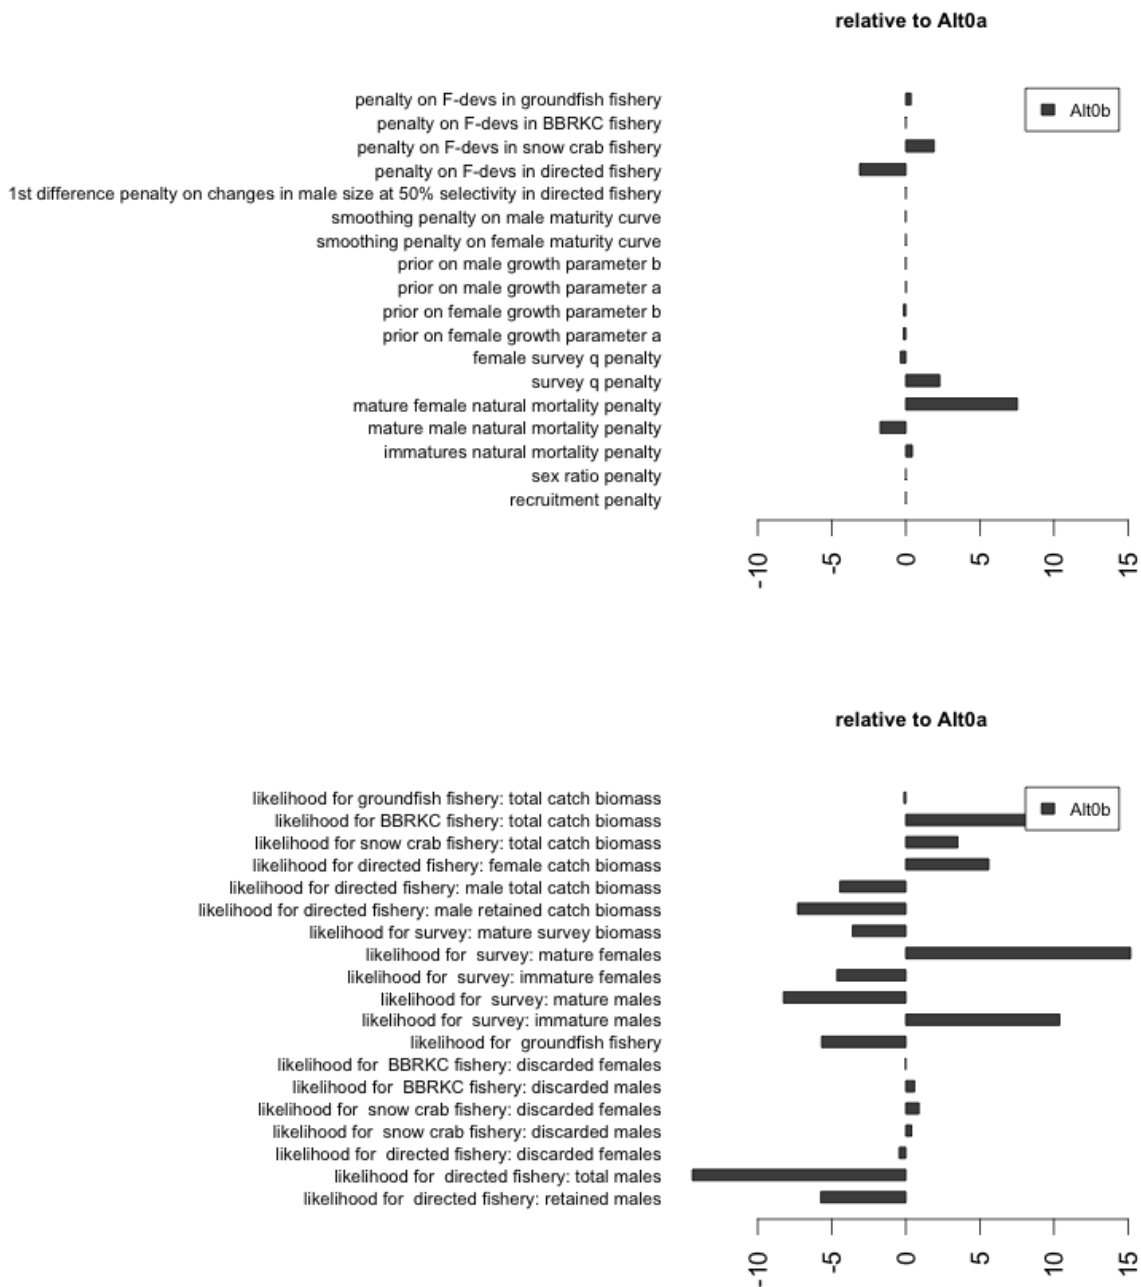 relative to Alt0a
Alt0b
penalty on F-devs in groundfish fishery
penalty on F-devs in BBRKC fishery
penalty on F-devs in snow crab fishery
penalty on F-devs in directed fishery
1st difference penalty on changes in male size at 50% selectivity in directed fishery
smoothing penalty on male maturity curve
smoothing penalty on female maturity curve
prior on male growth parameter b
prior on male growth parameter a
prior on female growth parameter b
prior on female growth parameter a
female survey q penalty
survey q penalty
mature female natural mortality penalty
mature male natural mortality penalty
immatures natural mortality penalty
sex ratio penalty
recruitment penalty
-10 -5 0 5 10 15
relative to Alt0a
Alt0b
likelihood for groundfish fishery: total catch biomass
likelihood for BBRKC fishery: total catch biomass
likelihood for snow crab fishery: total catch biomass
likelihood for directed fishery: female catch biomass
likelihood for directed fishery: male total catch biomass
likelihood for directed fishery: male retained catch biomass
likelihood for survey: mature survey biomass
likelihood for  survey: mature females
likelihood for  survey: immature females
likelihood for  survey: mature males
likelihood for  survey: immature males
likelihood for  groundfish fishery
likelihood for  BBRKC fishery: discarded females
likelihood for  BBRKC fishery: discarded males
likelihood for  snow crab fishery: discarded females
likelihood for  snow crab fishery: discarded males
likelihood for  directed fishery: discarded females
likelihood for  directed fishery: total males
likelihood for  directed fishery: retained males
-10 -5 0 5 10 15